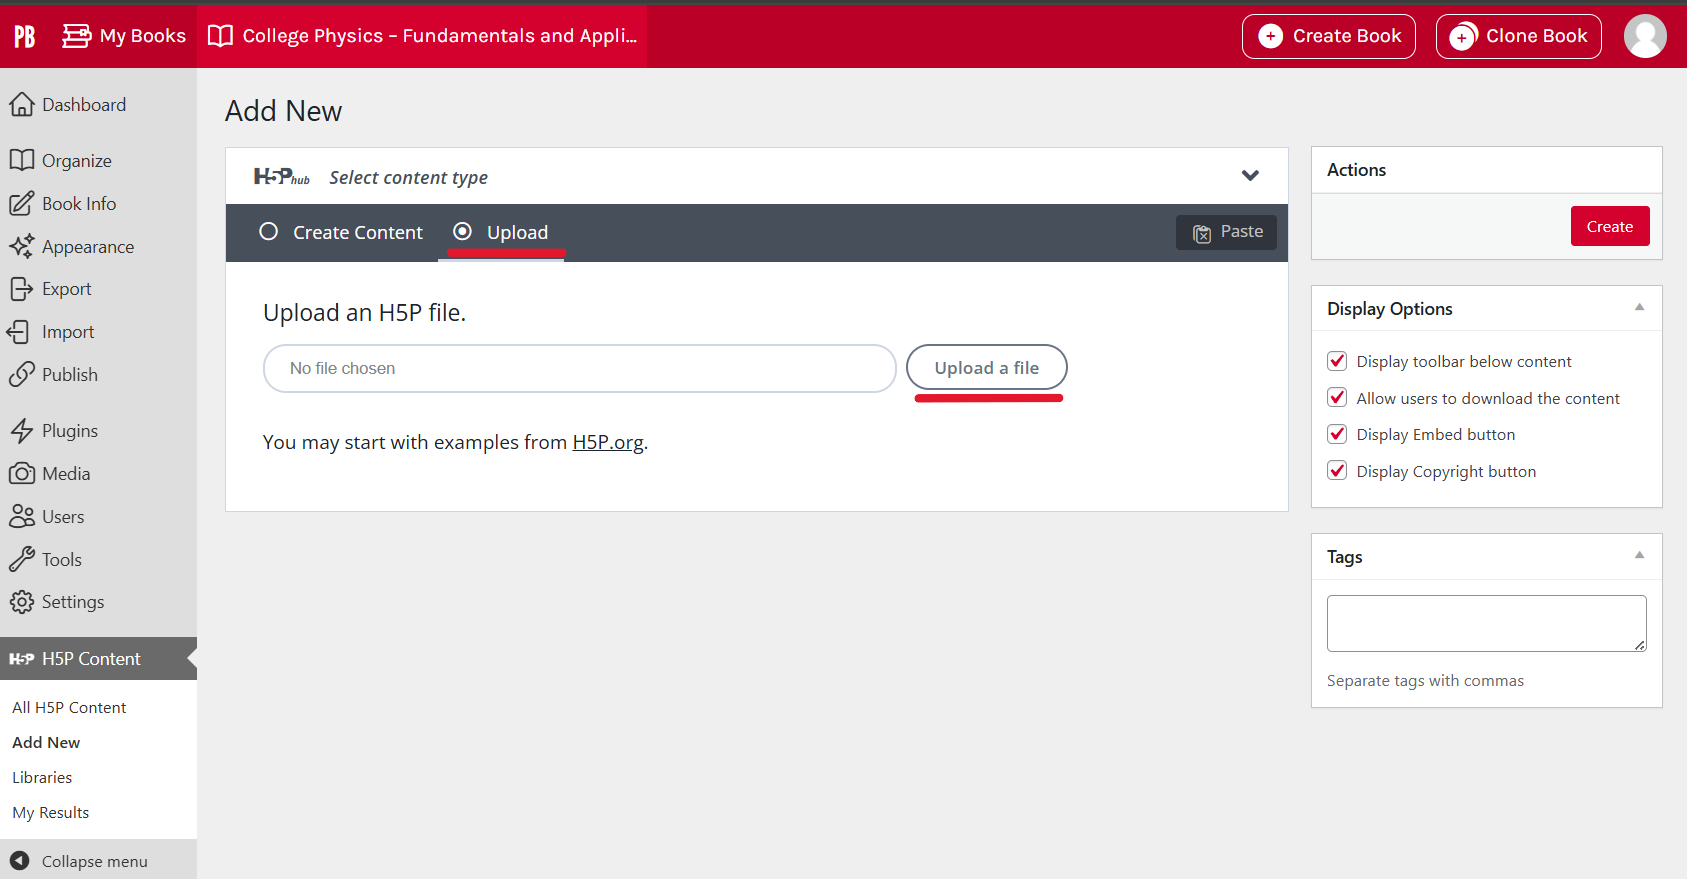 PB My Books College Physics – Fundamentals and Appli... Create Book Clone Book
Dashboard
Organize
Book Info
Appearance
Export
Import
Publish
Plugins
Media
Users
Tools
Settings
H5P H5P Content
All H5P Content
Add New
Libraries
My Results
Collapse menu
Add New
H5P hub Select content type
Create Content Upload Paste
Upload an H5P file.
No file chosen Upload a file
You may start with examples from H5P.org.
Actions
Create
Display Options
Display toolbar below content
Allow users to download the content
Display Embed button
Display Copyright button
Tags
Separate tags with commas